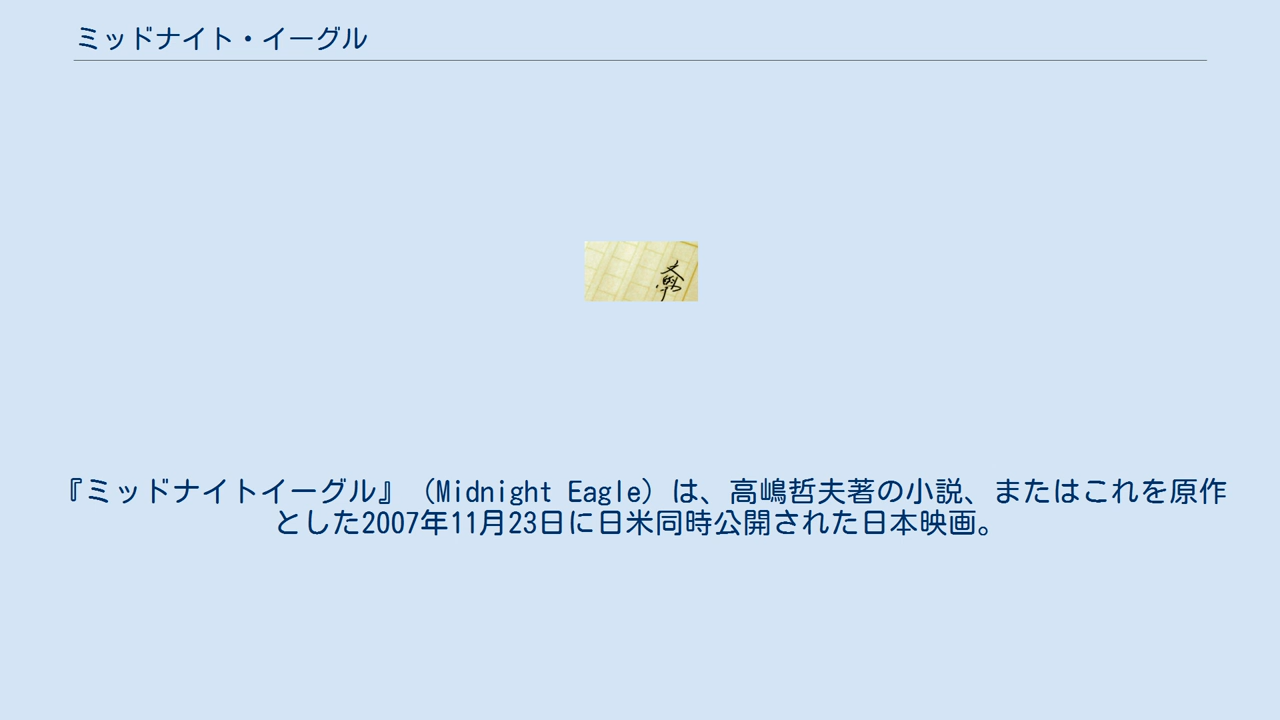 ミッドナイト・イーグル
『ミッドナイトイーグル』（Midnight Eagle）は、高嶋哲夫著の小説、またはこれを原作
とした2007年11月23日に日米同時公開された日本映画。